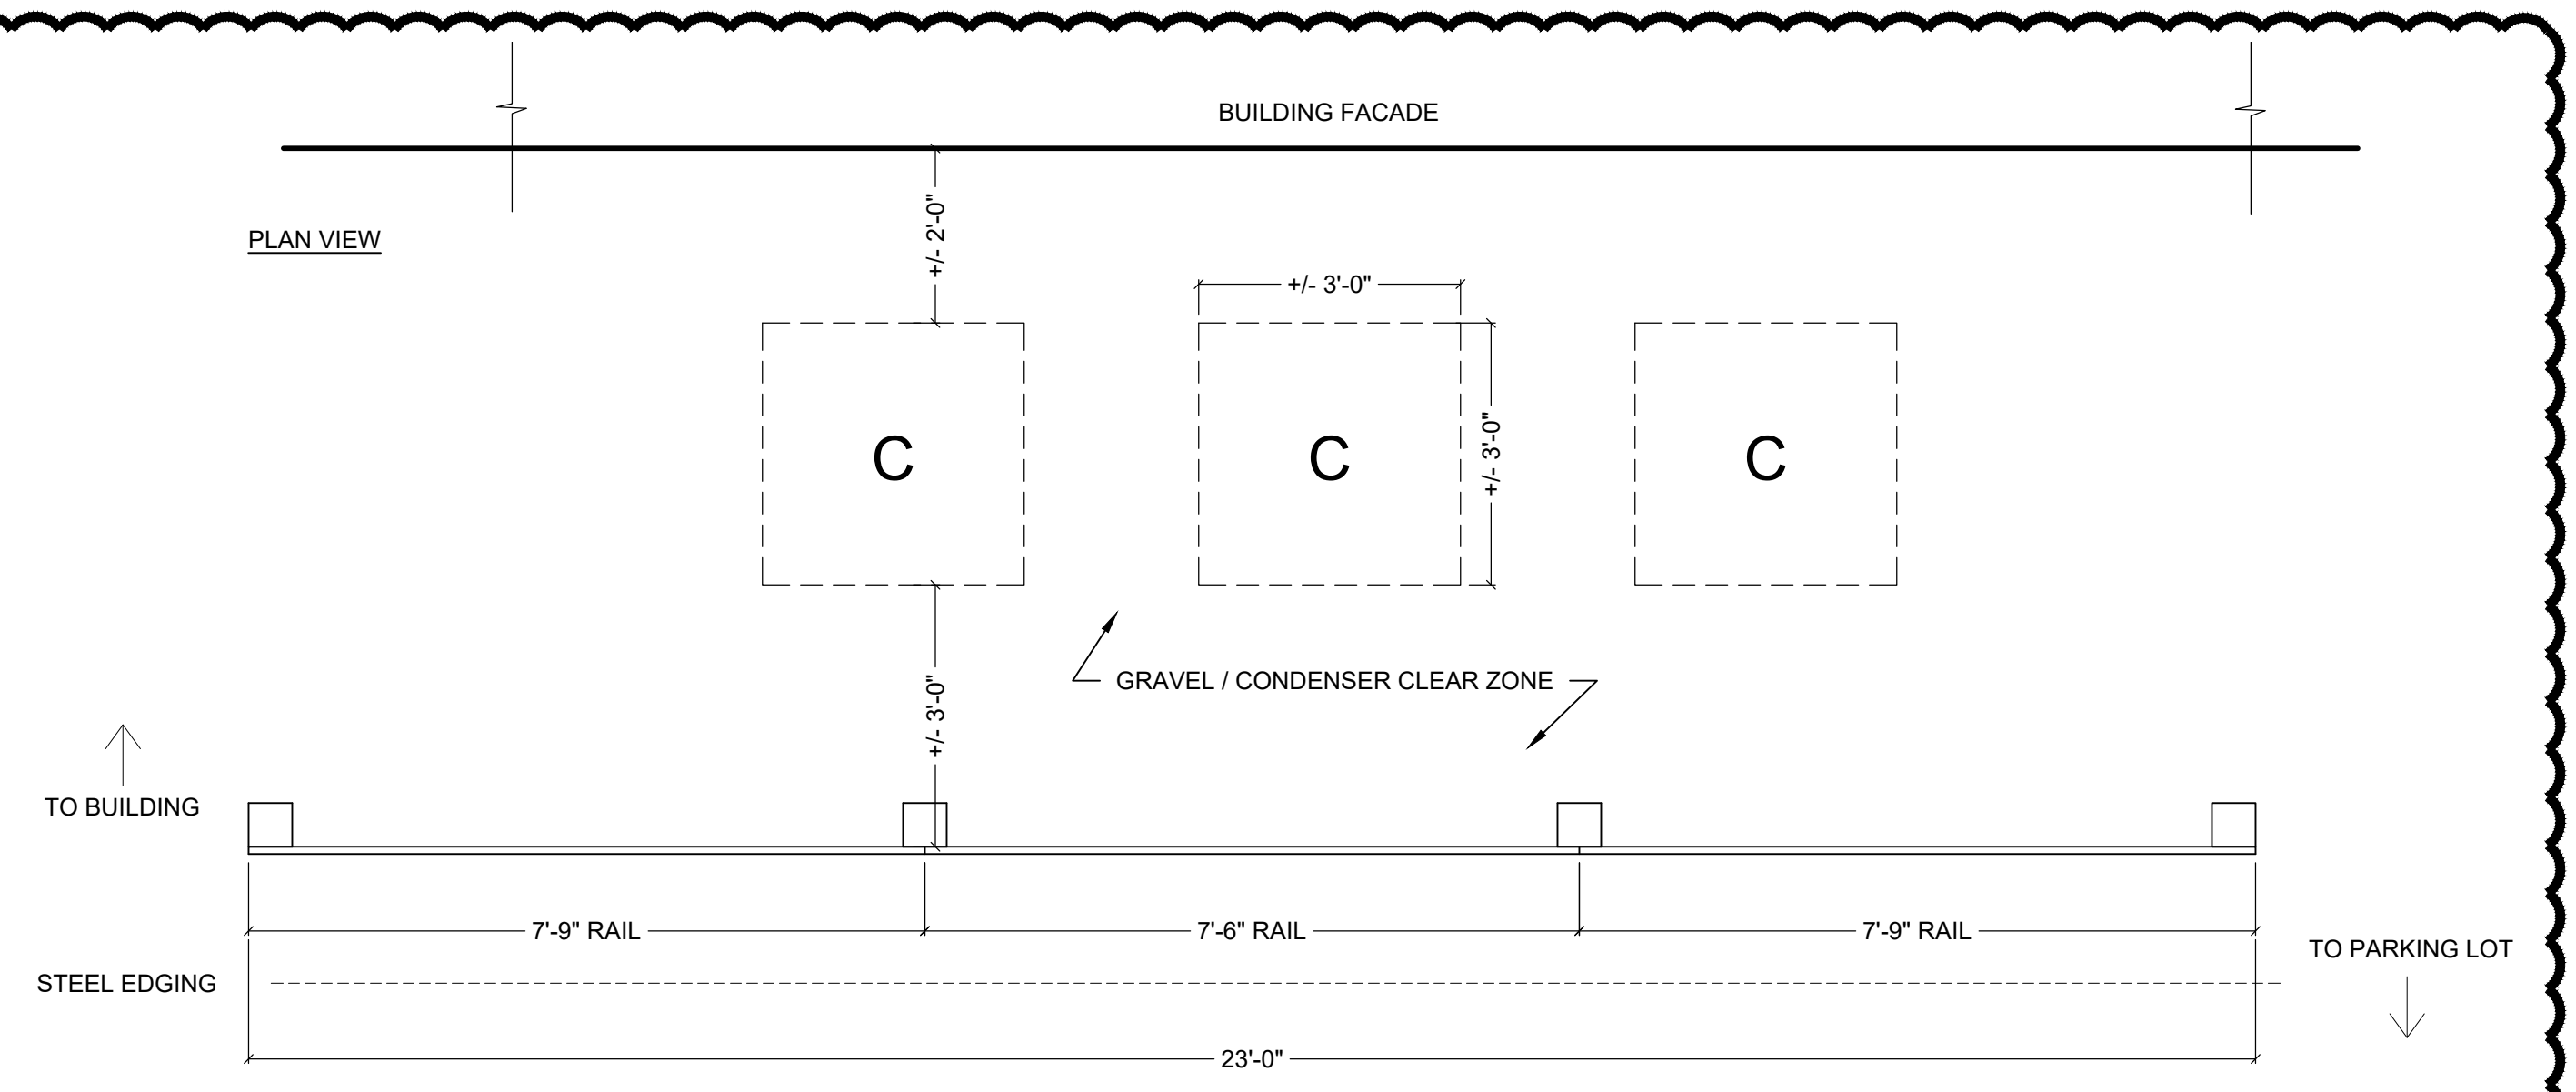 BUILDING FACADE
+/- 2'-0"
PLAN VIEW
+/- 3'-0"
C
C
+/- 3'-0"
C
GRAVEL / CONDENSER CLEAR ZONE
+/- 3'-0"
TO BUILDING
7'-9" RAIL
7'-6" RAIL
7'-9" RAIL
TO PARKING LOT
STEEL EDGING
23'-0"